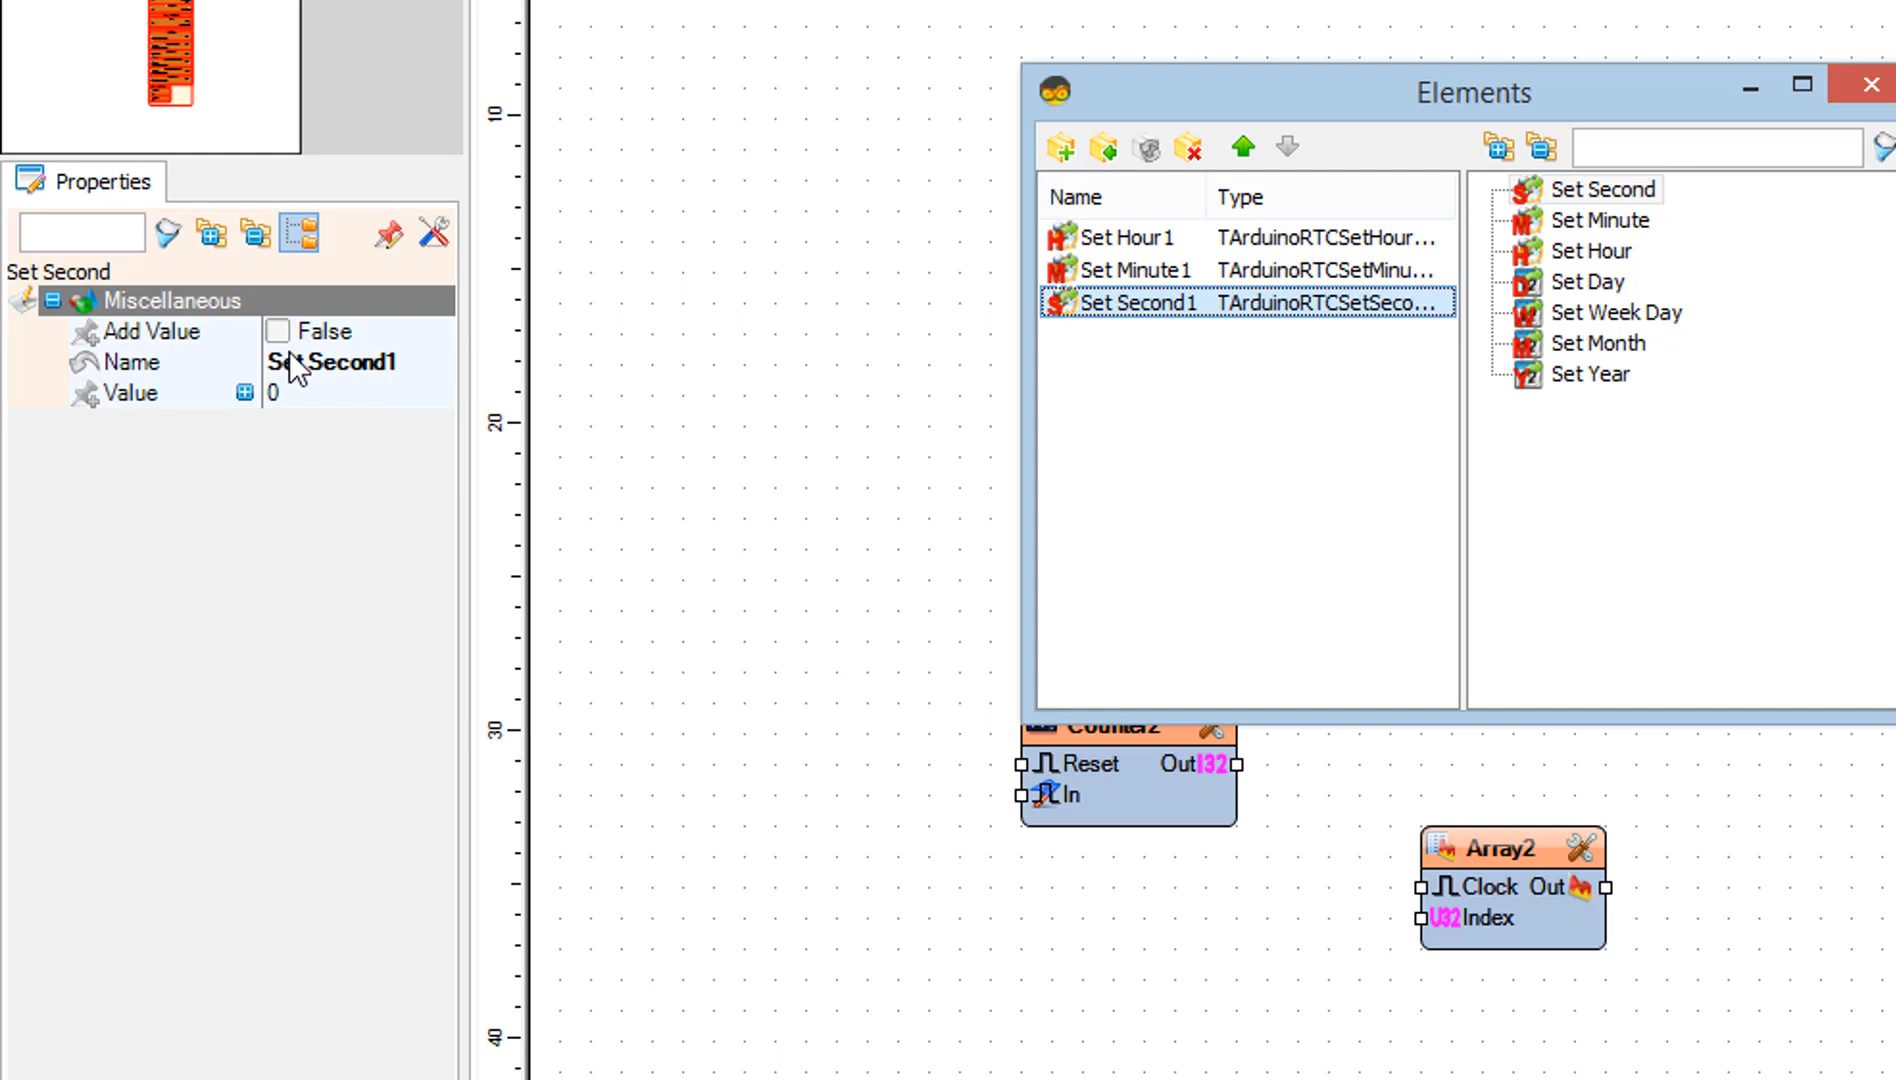 Properties
Set Second
Miscellaneous
Add Value False
Name Set Second1
Value 0
10
20
30
40
Elements
Name Type
Set Hour1 TArduinoRTCSetHour...
Set Minute1 TArduinoRTCSetMinu...
Set Second1 TArduinoRTCSetSeco...
Set Second
Set Minute
Set Hour
Set Day
Set Week Day
Set Month
Set Year
Counter2
Reset Out I32
In
Array2
Clock Out
U32 Index